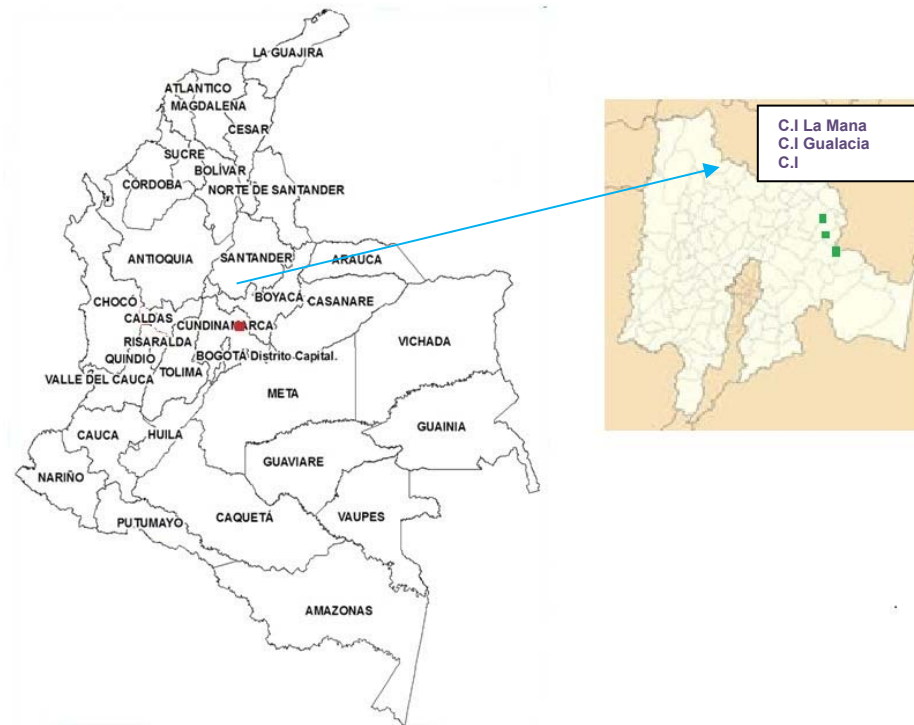 LA GUAJIRA
ATLANTICO
MAGDALENA
CESAR
SUCRE
BOLÍVAR
CÓRDOBA
NORTE DE SANTANDER
ANTIOQUIA
SANTANDER
ARAUCA
CHOCÓ
BOYACÁ
CASANARE
CALDAS
CUNDINAMARCA
RISARALDA
QUINDIO
BOGOTÁ Distrito Capital.
VICHADA
VALLE DEL CAUCA
TOLIMA
META
CAUCA
HUILA
GUAINIA
GUAVIARE
NARIÑO
PUTUMAYO
CAQUETÁ
VAUPES
AMAZONAS
C.I La Mana
C.I Gualacia
C.I